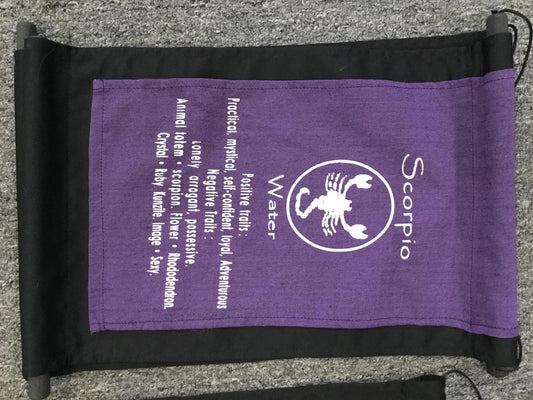 Scorpio
Water
Positive traits :
Practical, mystical, self-confident, loyal, Adventurous
Negative Traits :
Lonely arrogant, possessive.
Animal totem • scorpion. Flower • Rhododendron.
Crystal • Ruby Kunzite. Image • Sexy.